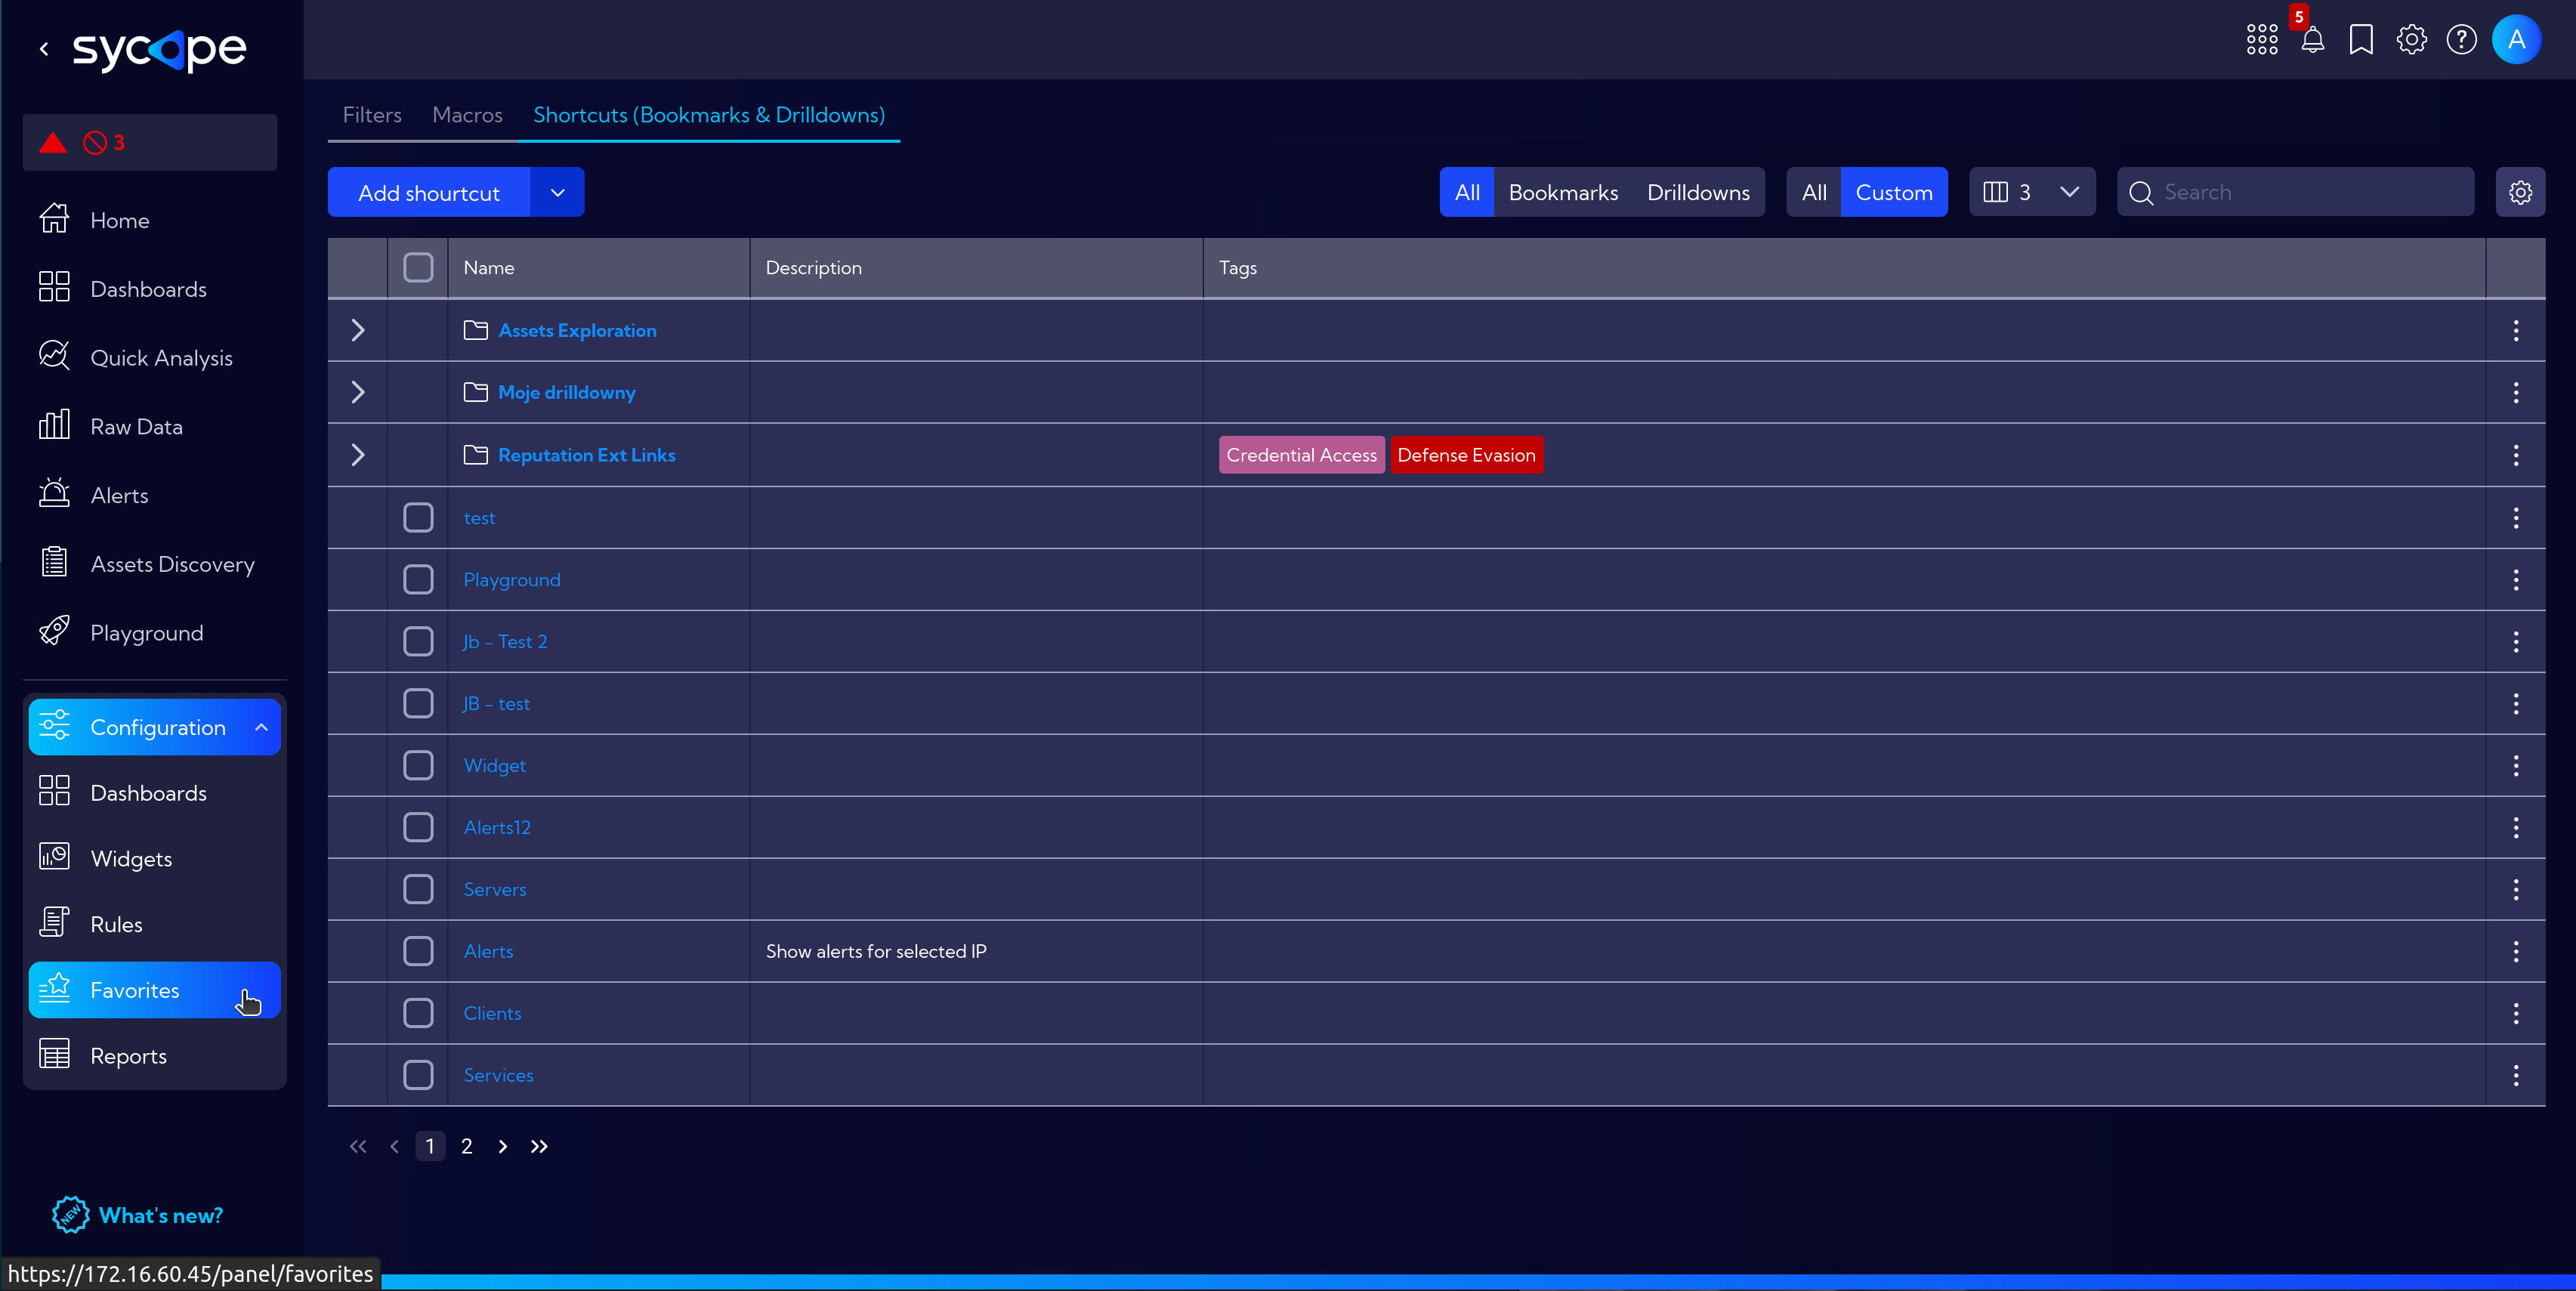 sycope
3
Home
Dashboards
Quick Analysis
Raw Data
Alerts
Assets Discovery
Playground
Configuration
Dashboards
Widgets
Rules
Favorites
Reports
NEW What's new?
https://172.16.60.45/panel/favorites
5
A
Filters Macros Shortcuts (Bookmarks & Drilldowns)
Add shourtcut All Bookmarks Drilldowns All Custom 3 Search
Name Description Tags
Assets Exploration
Moje drilldowny
Reputation Ext Links Credential Access Defense Evasion
test
Playground
Jb - Test 2
JB - test
Widget
Alerts12
Servers
Alerts Show alerts for selected IP
Clients
Services
1 2